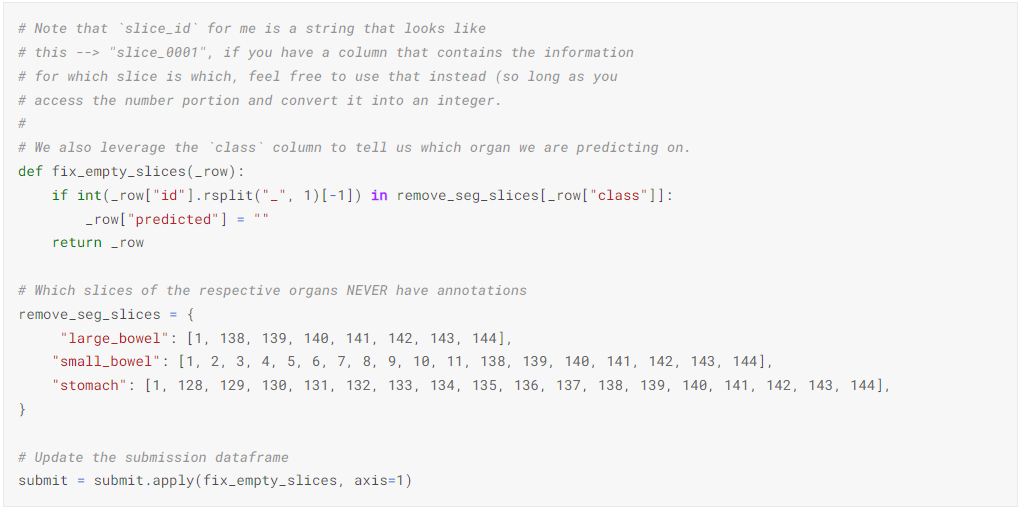 # Note that `slice_id` for me is a string that looks like
# this --> "slice_0001", if you have a column that contains the information
# for which slice is which, feel free to use that instead (so long as you
# access the number portion and convert it into an integer.
#
# We also leverage the `class` column to tell us which organ we are predicting on.
def fix_empty_slices(_row):
    if int(_row["id"].rsplit("_", 1)[-1]) in remove_seg_slices[_row["class"]]:
        _row["predicted"] = ""
    return _row

# Which slices of the respective organs NEVER have annotations
remove_seg_slices = {
     "large_bowel": [1, 138, 139, 140, 141, 142, 143, 144],
    "small_bowel": [1, 2, 3, 4, 5, 6, 7, 8, 9, 10, 11, 138, 139, 140, 141, 142, 143, 144],
    "stomach": [1, 128, 129, 130, 131, 132, 133, 134, 135, 136, 137, 138, 139, 140, 141, 142, 143, 144],
}

# Update the submission dataframe
submit = submit.apply(fix_empty_slices, axis=1)